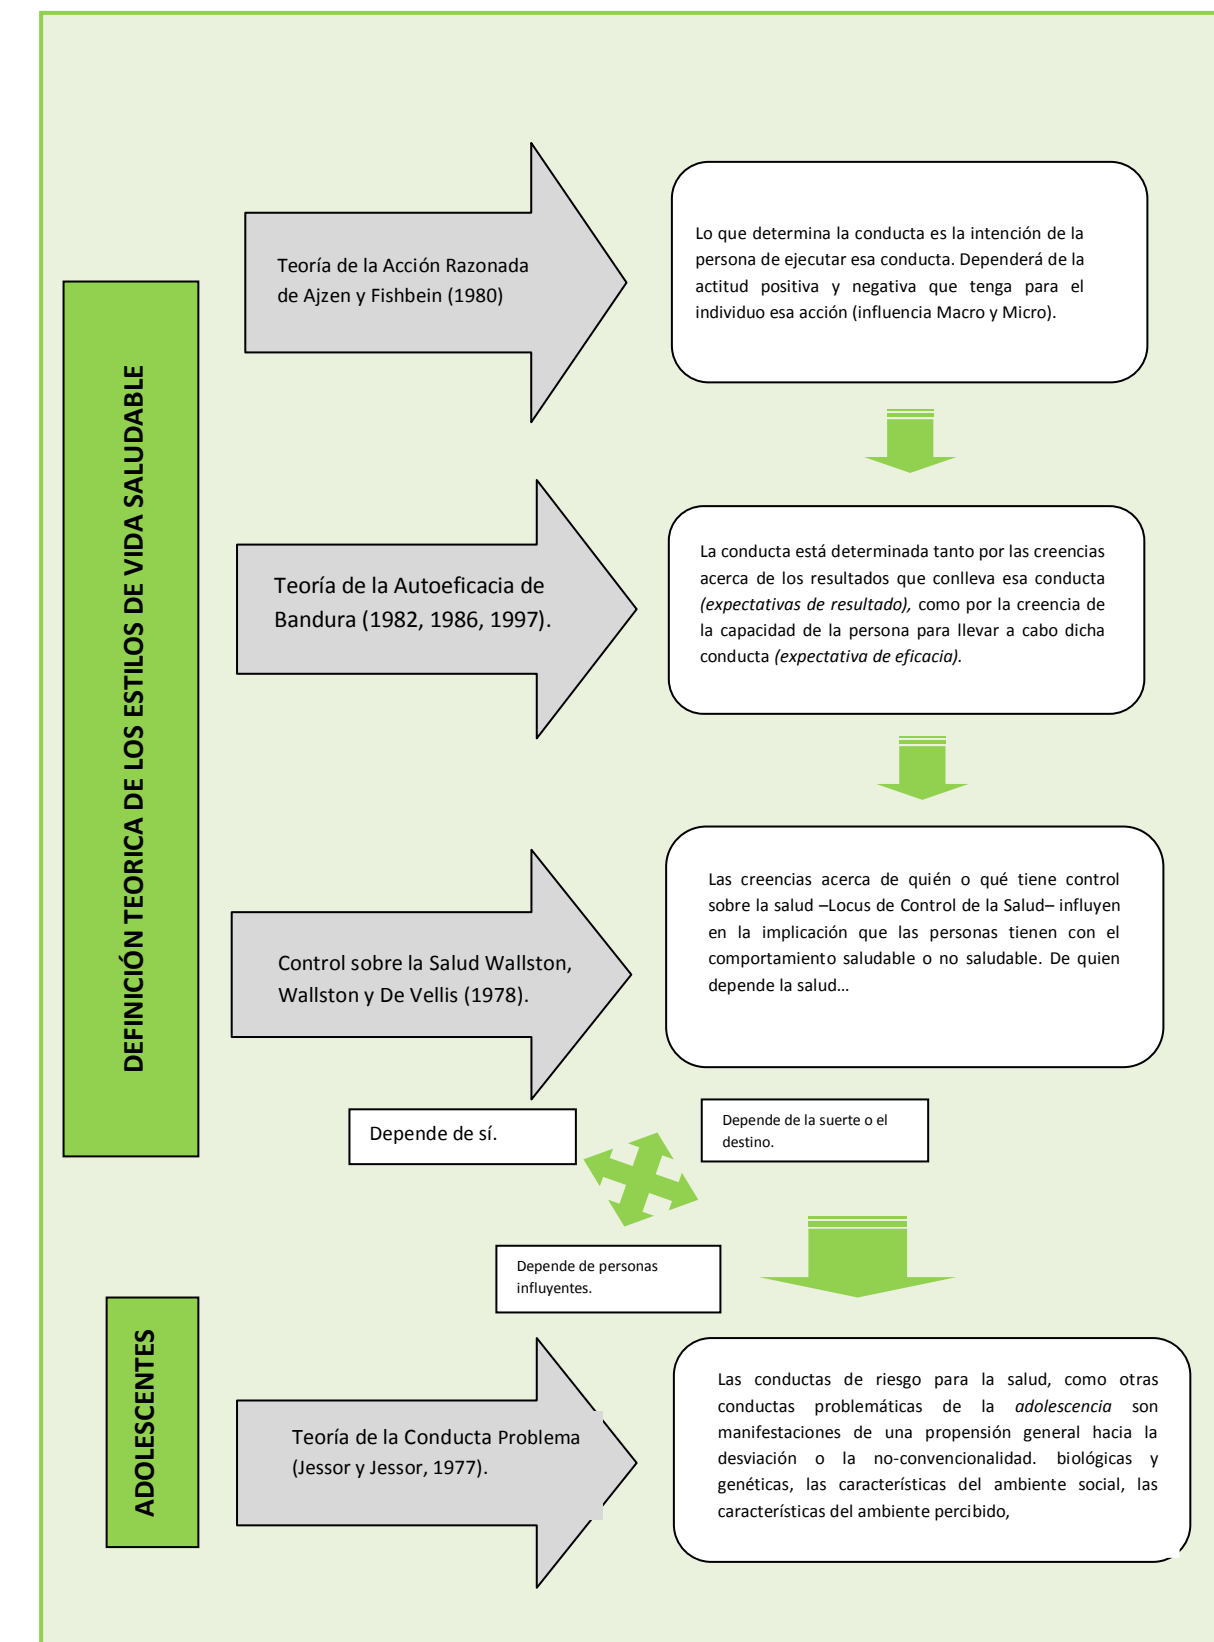 DEFINICIÓN TEORICA DE LOS ESTILOS DE VIDA SALUDABLE
Teoría de la Acción Razonada
de Ajzen y Fishbein (1980)
Lo que determina la conducta es la intención de la
persona de ejecutar esa conducta. Dependerá de la
actitud positiva y negativa que tenga para el
individuo esa acción (influencia Macro y Micro).
Teoría de la Autoeficacia de
Bandura (1982, 1986, 1997).
La conducta está determinada tanto por las creencias
acerca de los resultados que conlleva esa conducta
(expectativas de resultado), como por la creencia de
la capacidad de la persona para llevar a cabo dicha
conducta (expectativa de eficacia).
Control sobre la Salud Wallston,
Wallston y De Vellis (1978).
Las creencias acerca de quién o qué tiene control
sobre la salud –Locus de Control de la Salud– influyen
en la implicación que las personas tienen con el
comportamiento saludable o no saludable. De quien
depende la salud…
Depende de sí.
Depende de la suerte o el
destino.
Depende de personas
influyentes.
ADOLESCENTES
Teoría de la Conducta Problema
(Jessor y Jessor, 1977).
Las conductas de riesgo para la salud, como otras
conductas problemáticas de la adolescencia son
manifestaciones de una propensión general hacia la
desviación o la no-convencionalidad. biológicas y
genéticas, las características del ambiente social, las
características del ambiente percibido,